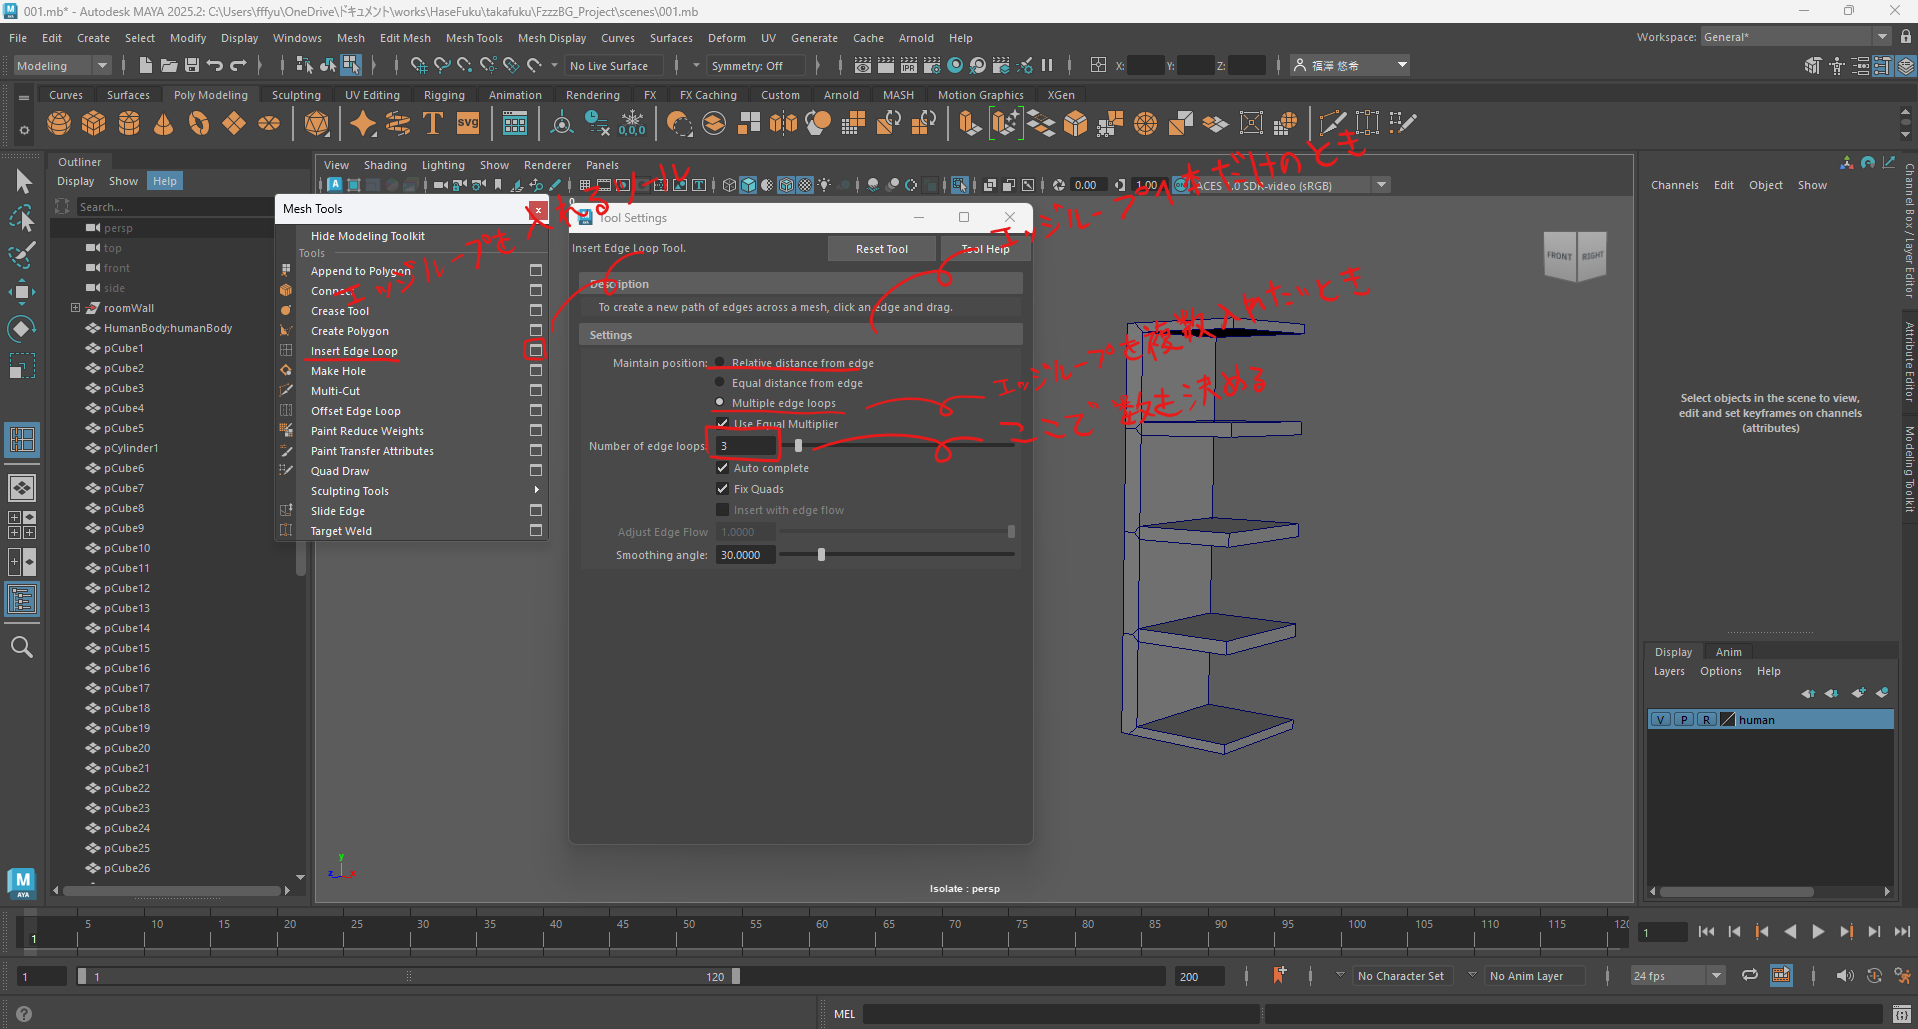 001.mb* - Autodesk MAYA 2025.2: C:\Users\fffyu\OneDrive\ドキュメント\works\HaseFuku\takafuku\FzzzBG_Project\scenes\001.mb
File Edit Create Select Modify Display Windows Mesh Edit Mesh Mesh Tools Mesh Display Curves Surfaces Deform UV Generate Cache Arnold Help
Workspace: General*
Modeling
No Live Surface
Symmetry: Off
X: Y: Z:
福澤 悠希
Curves Surfaces Poly Modeling Sculpting UV Editing Rigging Animation Rendering FX FX Caching Custom Arnold MASH Motion Graphics XGen
SVG
0,0,0
Outliner
Display Show Help
Search...
persp
top
front
side
roomWall
HumanBody:humanBody
pCube1
pCube2
pCube3
pCube4
pCube5
pCylinder1
pCube6
pCube7
pCube8
pCube9
pCube10
pCube11
pCube12
pCube13
pCube14
pCube15
pCube16
pCube17
pCube18
pCube19
pCube20
pCube21
pCube22
pCube23
pCube24
pCube25
pCube26
Mesh Tools
Hide Modeling Toolkit
Tools
Append to Polygon
Connect
Crease Tool
Create Polygon
Insert Edge Loop
Make Hole
Multi-Cut
Offset Edge Loop
Paint Reduce Weights
Paint Transfer Attributes
Quad Draw
Sculpting Tools
Slide Edge
Target Weld
エッジループを入れるツール
View Shading Lighting Show Renderer Panels
0.00 1.00 ACES 1.0 SDR-video (sRGB)
Tool Settings
Insert Edge Loop Tool.
Reset Tool
Tool Help
Description
To create a new path of edges across a mesh, click an edge and drag.
Settings
Maintain position: Relative distance from edge
Equal distance from edge
Multiple edge loops
Use Equal Multiplier
Number of edge loops: 3
Auto complete
Fix Quads
Insert with edge flow
Adjust Edge Flow 1.0000
Smoothing angle: 30.0000
エッジループ1本だけのとき
エッジループを複数入れたいとき
ここで数を決める
FRONT RIGHT
Isolate : persp
y
z x
Channels Edit Object Show
Select objects in the scene to view,
edit and set keyframes on channels
(attributes)
Display Anim
Layers Options Help
V P R human
Channel Box / Layer Editor
Attribute Editor
Modeling Toolkit
M
AYA
5 10 15 20 25 30 35 40 45 50 55 60 65 70 75 80 85 90 95 100 105 110 115 120
1
1
1
1
120
200
No Character Set
No Anim Layer
24 fps
MEL